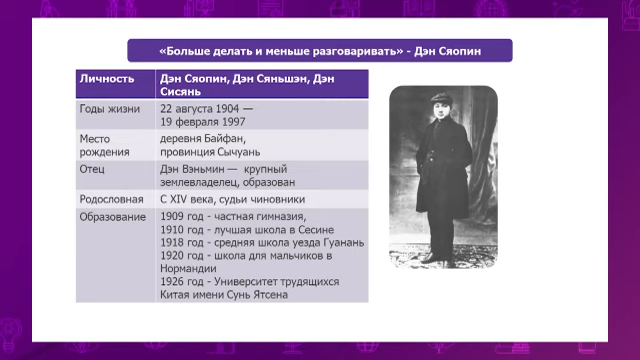 «Больше делать и меньше разговаривать» - Дэн Сяопин
Личность
Дэн Сяопин, Дэн Сяньшэн, Дэн
Сисянь
Годы жизни
22 августа 1904 —
19 февраля 1997
Место
рождения
деревня Байфан,
провинция Сычуань
Отец
Дэн Вэньмин — крупный
землевладелец, образован
Родословная
С XIV века, судьи чиновники
Образование
1909 год - частная гимназия,
1910 год - лучшая школа в Сесине
1918 год - средняя школа уезда Гуанань
1920 год - школа для мальчиков в
Нормандии
1926 год - Университет трудящихся
Китая имени Сунь Ятсена